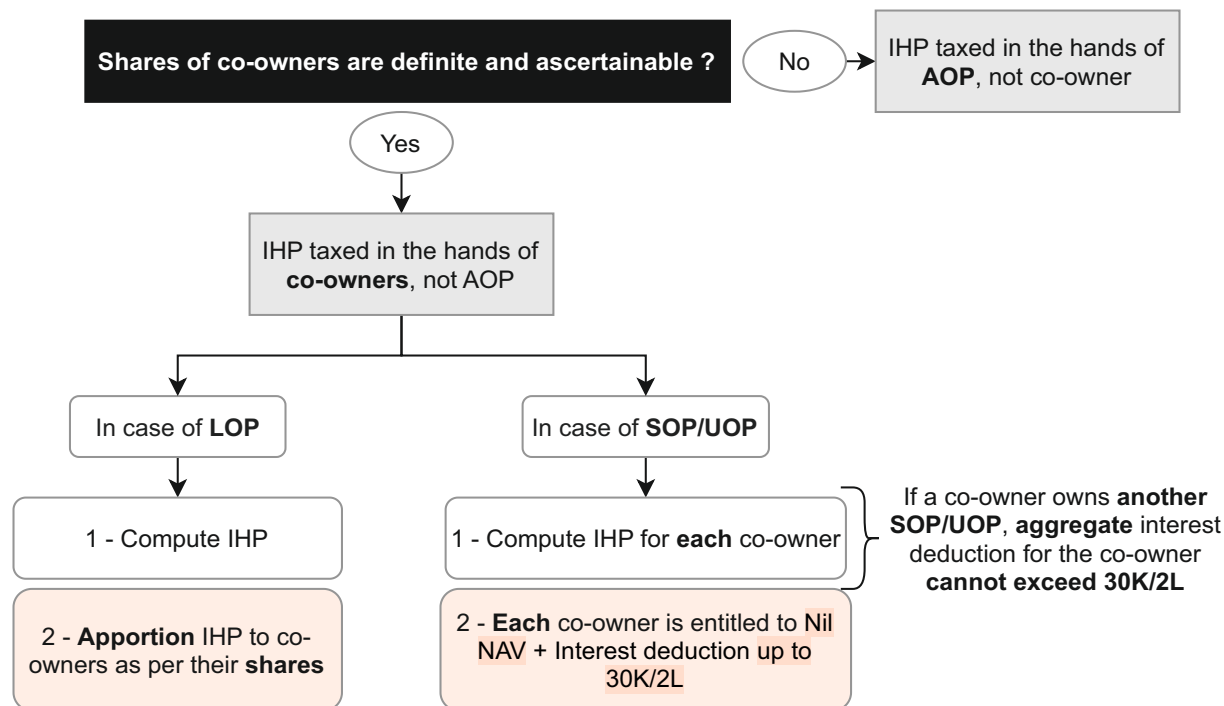 Shares of co-owners are definite and ascertainable ?
No
IHP taxed in the hands of
AOP, not co-owner
Yes
IHP taxed in the hands of
co-owners, not AOP
In case of LOP
In case of SOP/UOP
1 - Compute IHP
1 - Compute IHP for each co-owner
If a co-owner owns another
SOP/UOP, aggregate interest
deduction for the co-owner
cannot exceed 30K/2L
2 - Apportion IHP to co-
owners as per their shares
2 - Each co-owner is entitled to Nil
NAV + Interest deduction up to
30K/2L